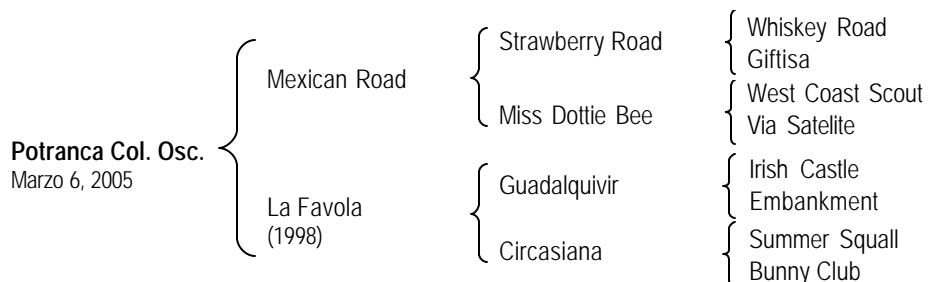 Potranca Col. Osc.
Marzo 6, 2005
Mexican Road
La Favola
(1998)
Strawberry Road
Miss Dottie Bee
Guadalquivir
Circasiana
Whiskey Road
Giftisa
West Coast Scout
Via Satelite
Irish Castle
Embankment
Summer Squall
Bunny Club